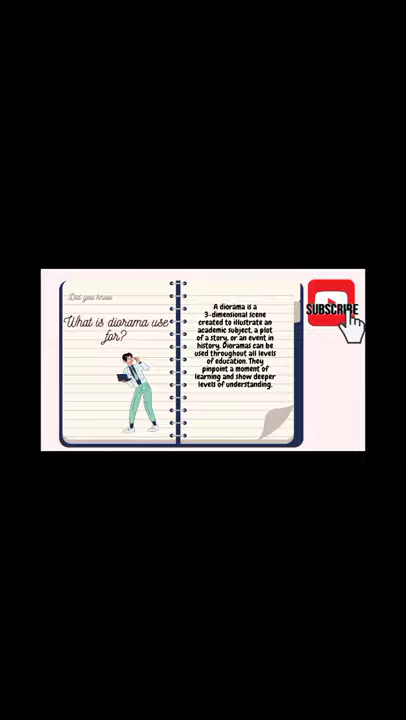 Did you know
What is diorama use
for?
A diorama is a
3-dimensional scene
created to illustrate an
academic subject, a plot
of a story, or an event in
history. Dioramas can be
used throughout all levels
of education. They
pinpoint a moment of
learning and show deeper
levels of understanding.
SUBSCRIBE